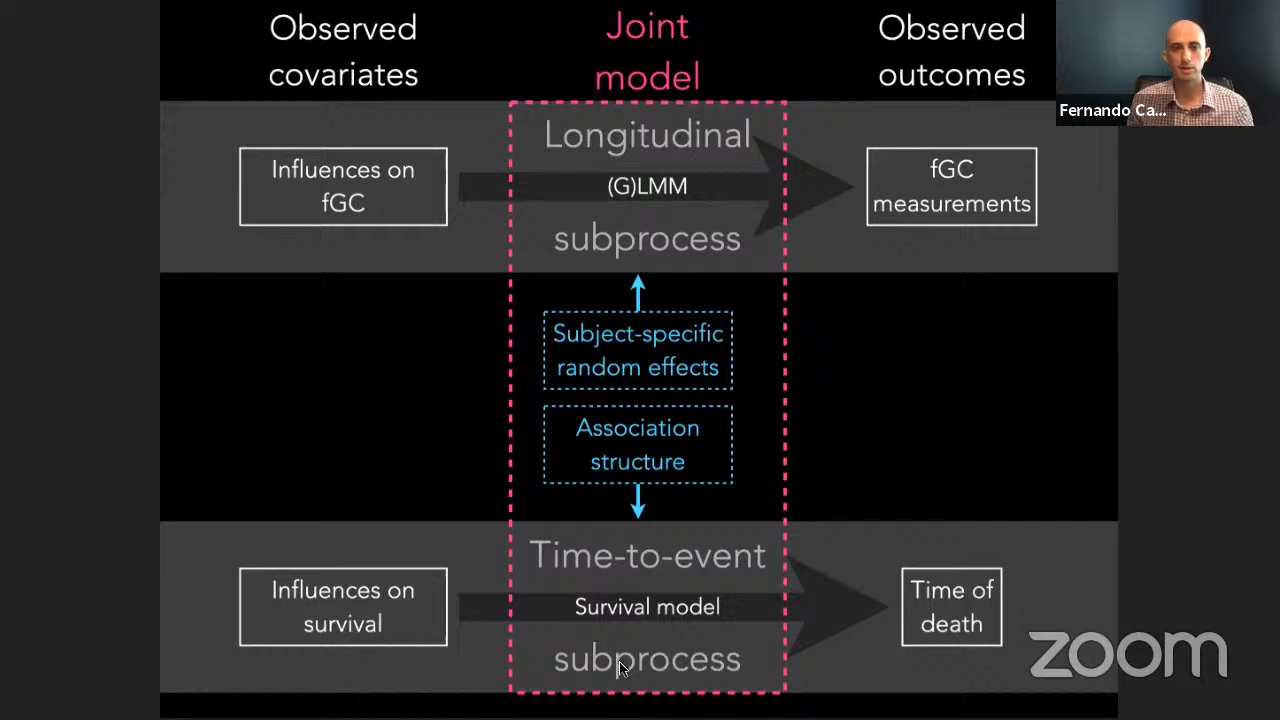 Observed
covariates
Joint
model
Observed
outcomes
Fernando Ca...
Longitudinal
(G)LMM
subprocess
Influences on
fGC
fGC
measurements
Subject-specific
random effects
Association
structure
Time-to-event
Survival model
subprocess
Influences on
survival
Time of
death
zoom